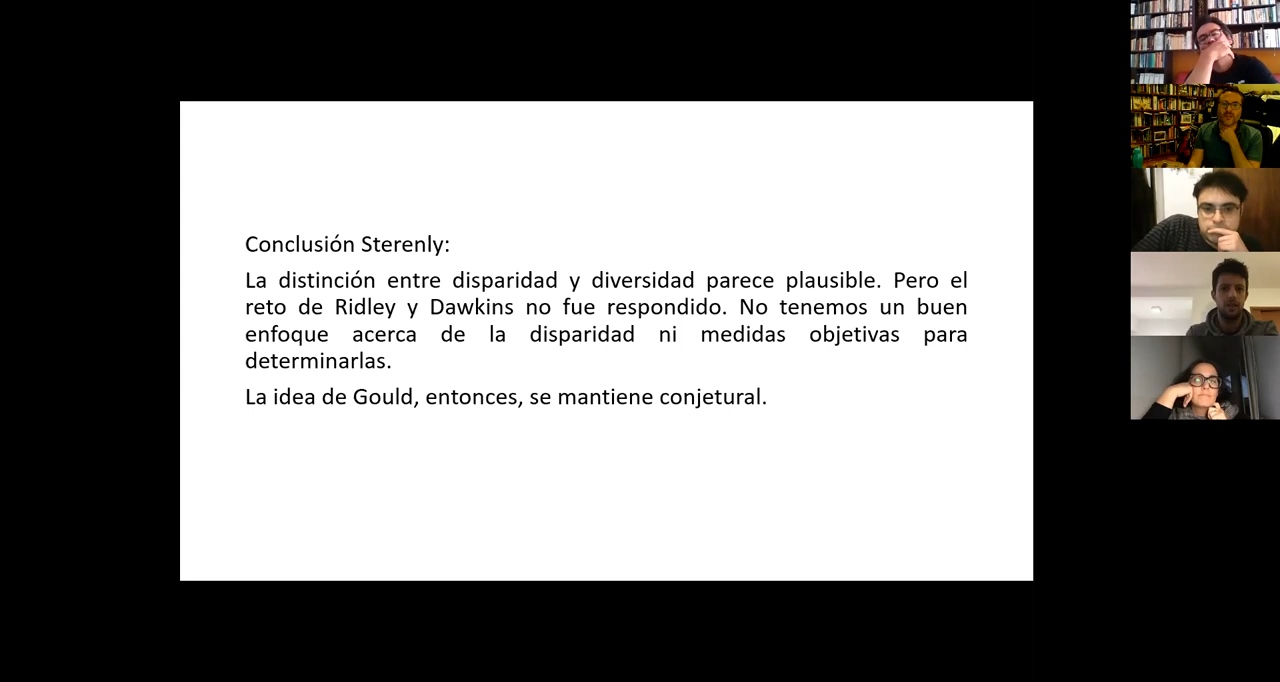 Conclusión Sterenly:
La distinción entre disparidad y diversidad parece plausible. Pero el
reto de Ridley y Dawkins no fue respondido. No tenemos un buen
enfoque acerca de la disparidad ni medidas objetivas para
determinarlas.
La idea de Gould, entonces, se mantiene conjetural.